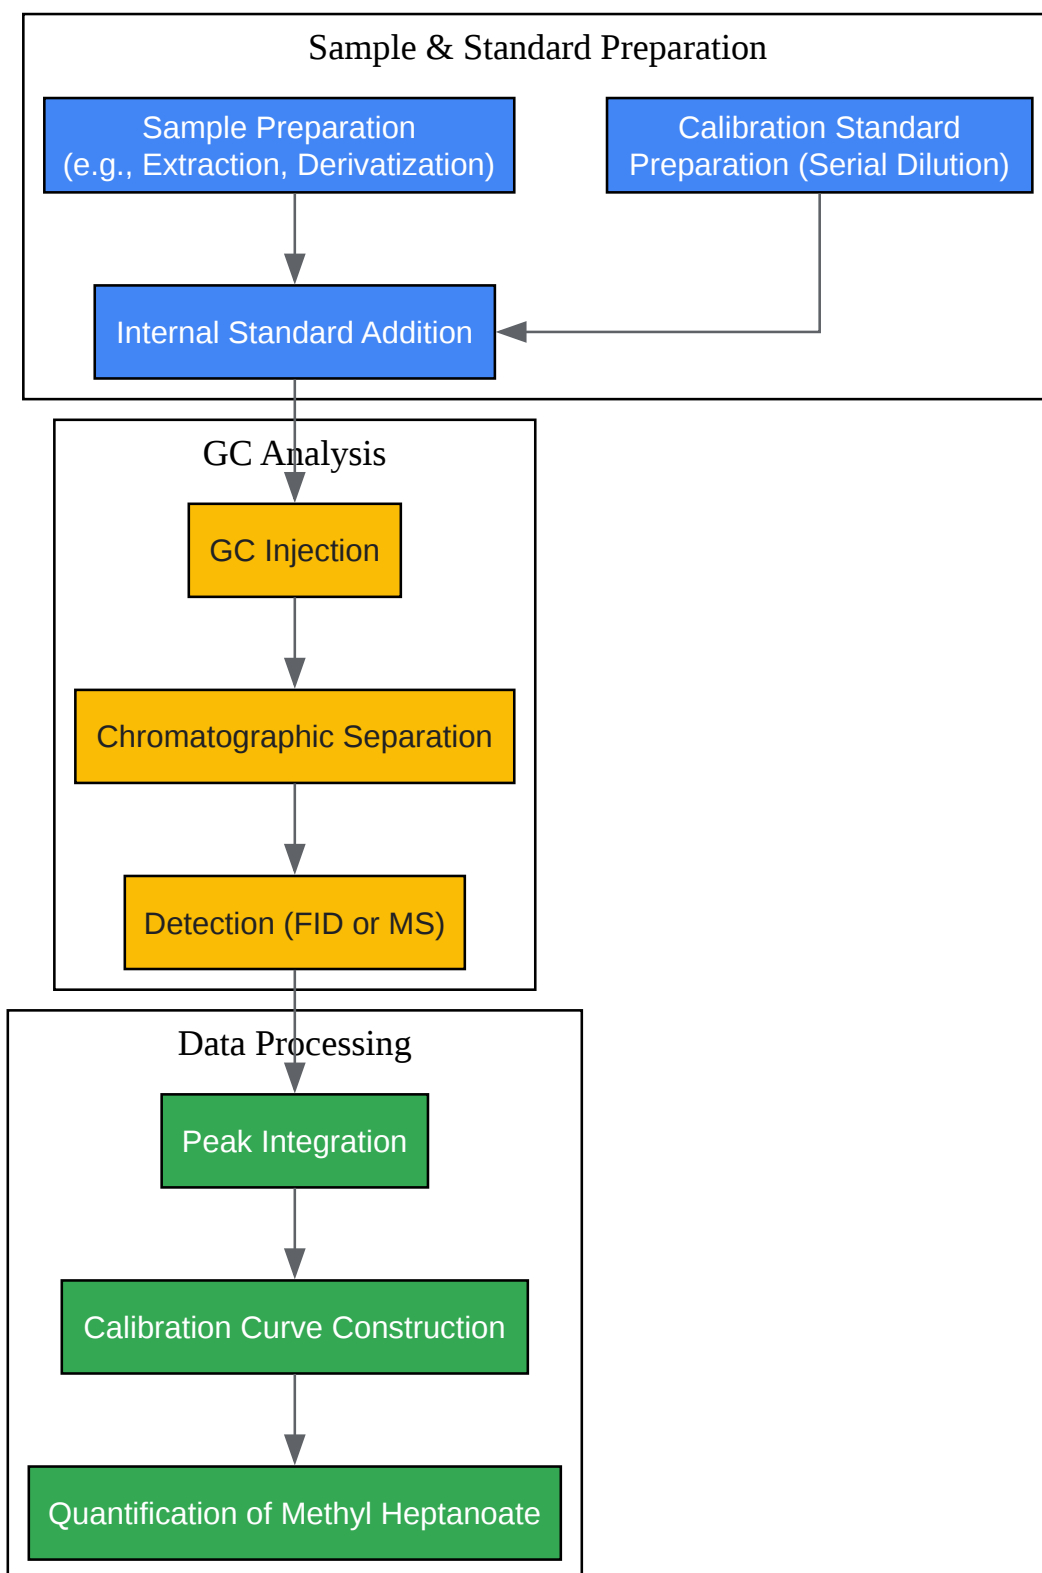 Sample & Standard Preparation
Sample Preparation
(e.g., Extraction, Derivatization)
Calibration Standard
Preparation (Serial Dilution)
Internal Standard Addition
GC Analysis
GC Injection
Chromatographic Separation
Detection (FID or MS)
Data Processing
Peak Integration
Calibration Curve Construction
Quantification of Methyl Heptanoate